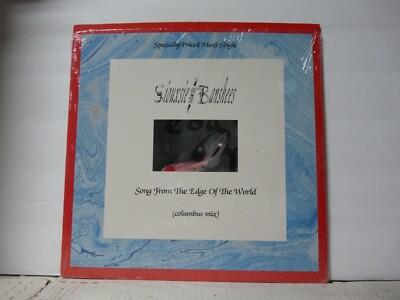 Specially Priced Maxi-Single
Siouxsie and the Banshees
Song From The Edge Of The World
(columbus mix)